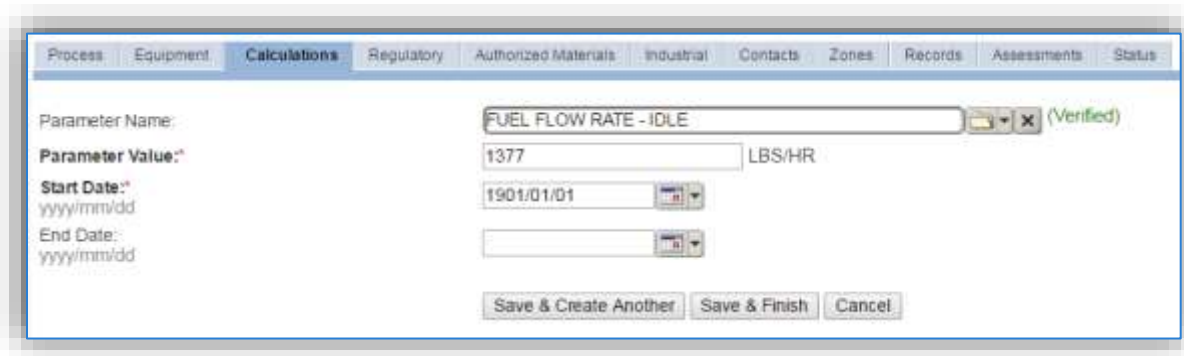 Process Equipment Calculations Regulatory Authorized Materials Industrial Contacts Zones Records Assessments Status
Parameter Name: FUEL FLOW RATE - IDLE (Verified)
Parameter Value:* 1377 LBS/HR
Start Date:* 1901/01/01
yyyy/mm/dd
End Date:
yyyy/mm/dd
Save & Create Another Save & Finish Cancel